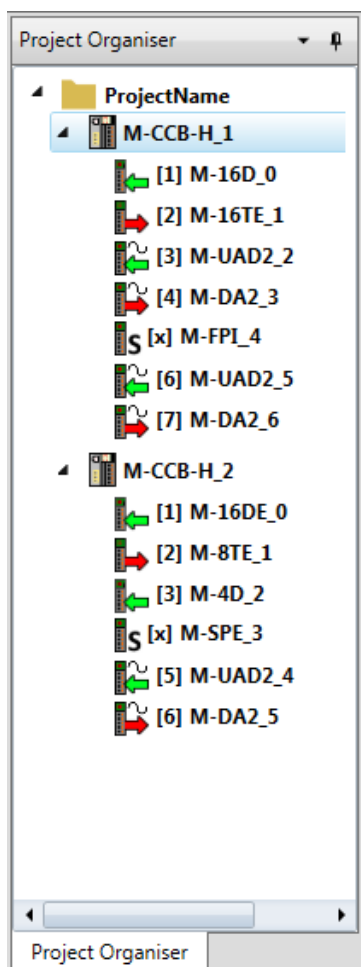 Project Organiser
ProjectName
M-CCB-H_1
[1] M-16D_0
[2] M-16TE_1
[3] M-UAD2_2
[4] M-DA2_3
S [x] M-FPI_4
[6] M-UAD2_5
[7] M-DA2_6
M-CCB-H_2
[1] M-16DE_0
[2] M-8TE_1
[3] M-4D_2
S [x] M-SPE_3
[5] M-UAD2_4
[6] M-DA2_5
Project Organiser